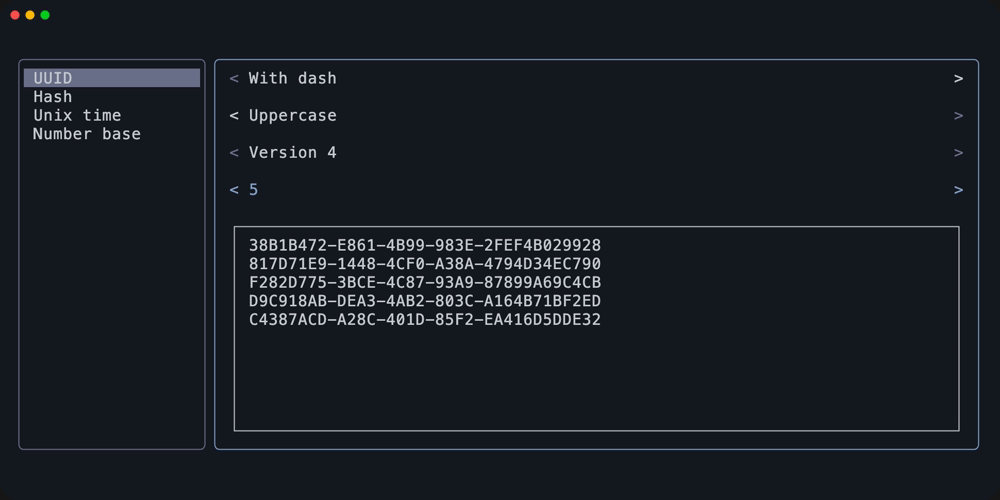 UUID
Hash
Unix time
Number base
< With dash >
< Uppercase >
< Version 4 >
< 5 >
38B1B472-E861-4B99-983E-2FEF4B029928
817D71E9-1448-4CF0-A38A-4794D34EC790
F282D775-3BCE-4C87-93A9-87899A69C4CB
D9C918AB-DEA3-4AB2-803C-A164B71BF2ED
C4387ACD-A28C-401D-85F2-EA416D5DDE32